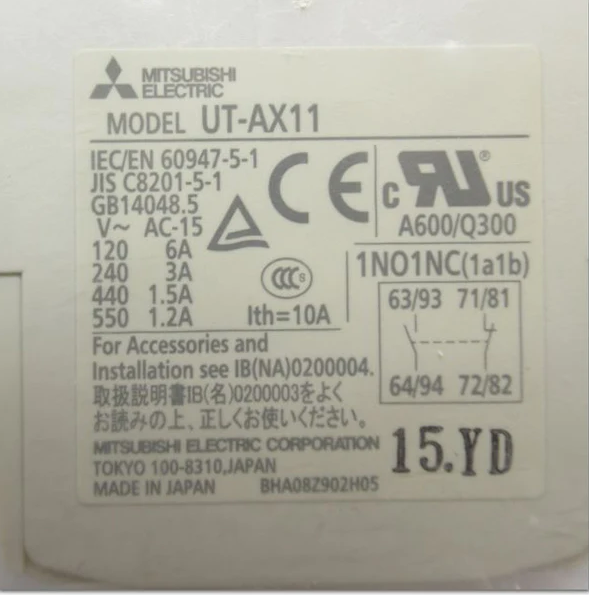 MITSUBISHI
ELECTRIC
MODEL UT-AX11
IEC/EN 60947-5-1
JIS C8201-5-1
GB14048.5
V~ AC-15
120 6A
240 3A
440 1.5A
550 1.2A
CE
CCC S
Ith=10A
c RU® US
A600/Q300
1NO1NC(1a1b)
63/93 71/81
64/94 72/82
For Accessories and
Installation see IB(NA)0200004.
取扱説明書IB(名)0200003をよく
お読みの上、正しくお使いください。
MITSUBISHI ELECTRIC CORPORATION
TOKYO 100-8310,JAPAN
MADE IN JAPAN BHA08Z902H05
15.YD